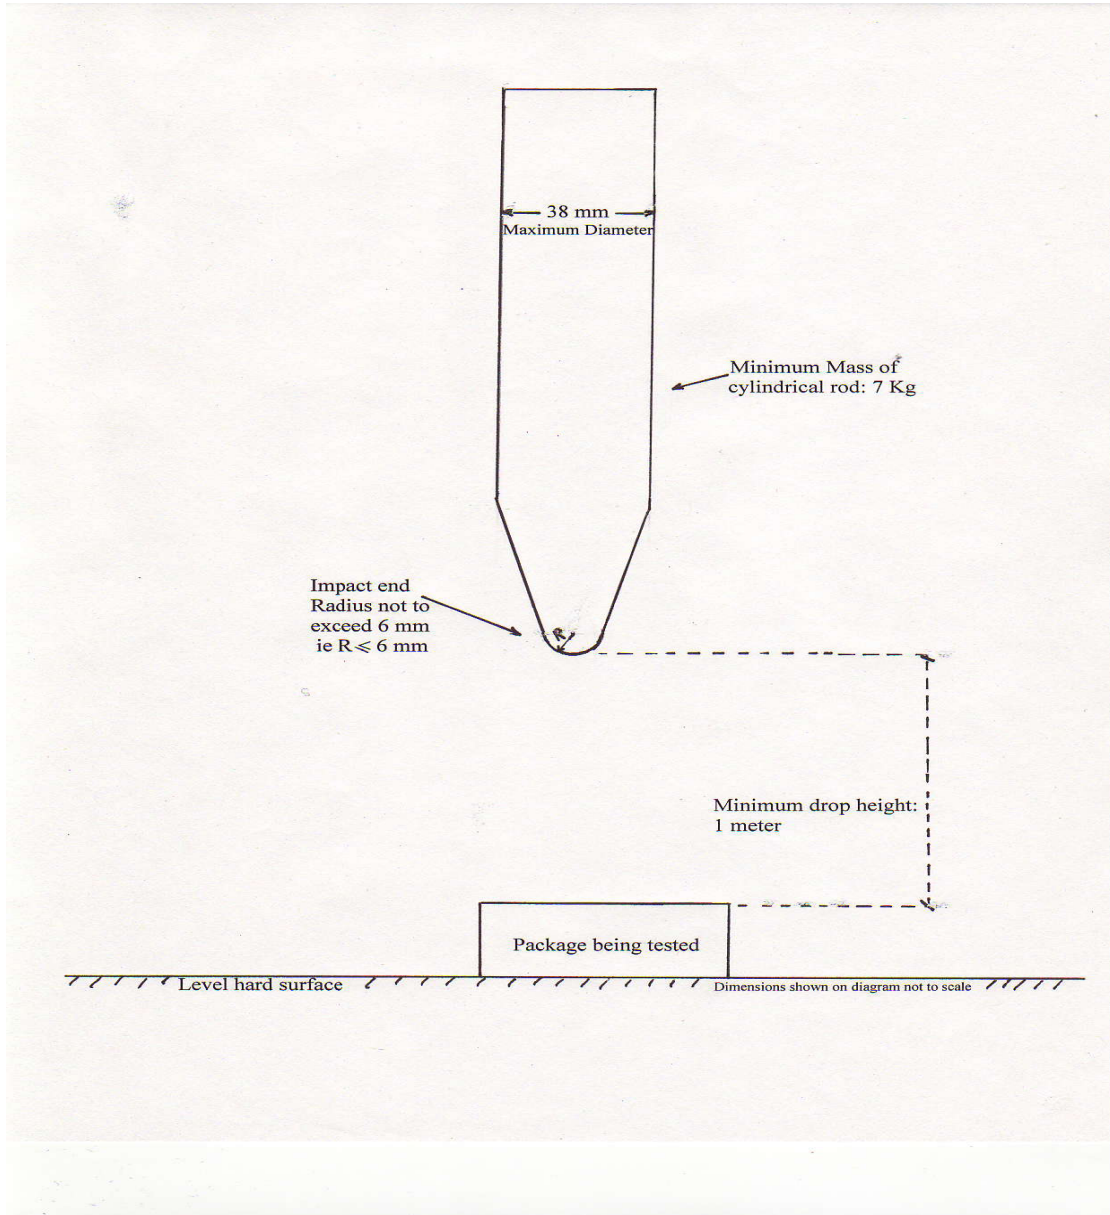 38 mm
Maximum Diameter
Minimum Mass of
cylindrical rod: 7 Kg
Impact end
Radius not to
exceed 6 mm
ie R ⩽ 6 mm
R
Minimum drop height:
1 meter
Package being tested
Level hard surface
Dimensions shown on diagram not to scale